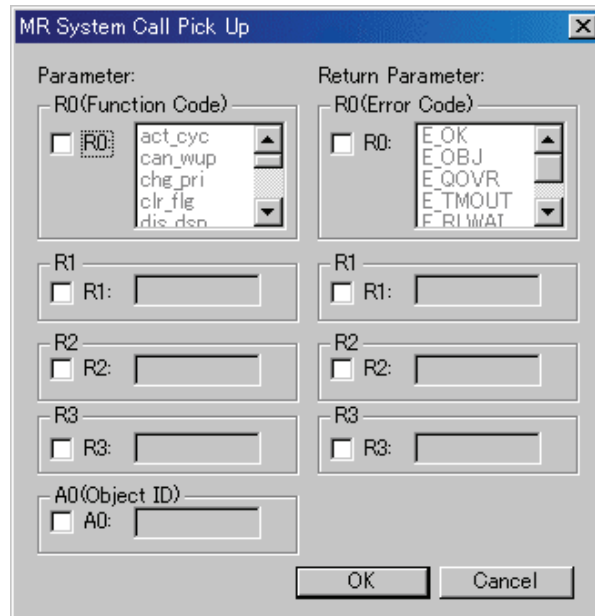 MR System Call Pick Up
Parameter:
R0(Function Code)
R0:
act_cyc
can_wup
chg_pri
clr_flg
dis_dsp
R1
R1:
R2
R2:
R3
R3:
A0(Object ID)
A0:
Return Parameter:
R0(Error Code)
R0:
E_OK
E_OBJ
E_QOVR
E_TMOUT
E_RLWAI
R1
R1:
R2
R2:
R3
R3:
OK
Cancel